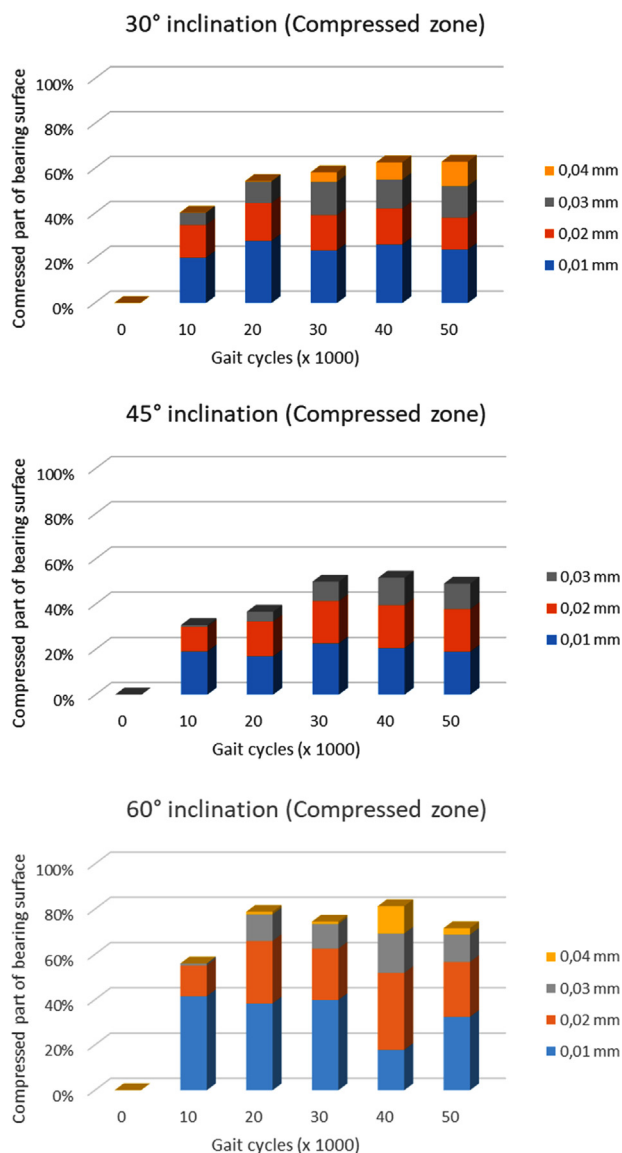 30° inclination (Compressed zone)
Comressed part of bearing surface
100%
80%
60%
40%
20%
0%
0 10 20 30 40 50
Gait cycles (x 1000)
0,04 mm
0,03 mm
0,02 mm
0,01 mm
45° inclination (Compressed zone)
Compressed part of bearing surface
100%
80%
60%
40%
20%
0%
0 10 20 30 40 50
Gait cycles (x 1000)
0,03 mm
0,02 mm
0,01 mm
60° inclination (Compressed zone)
Compressed part of bearing surface
100%
80%
60%
40%
20%
0%
0 10 20 30 40 50
Gait cycles (x 1000)
0,04 mm
0,03 mm
0,02 mm
0,01 mm